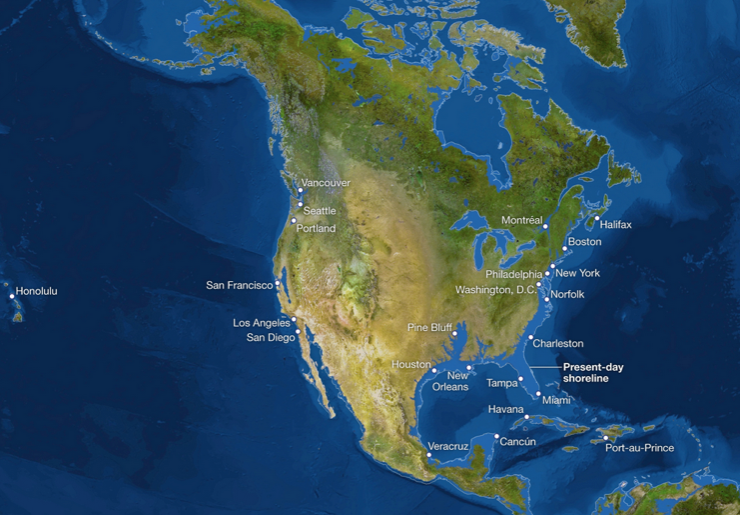 Vancouver
Seattle
Portland
Montréal
Halifax
Boston
New York
Philadelphia
Washington, D.C.
Honolulu
San Francisco
Norfolk
Los Angeles
San Diego
Pine Bluff
Charleston
Houston
New
Orleans
Present-day
shoreline
Tampa
Miami
Havana
Cancún
Veracruz
Port-au-Prince